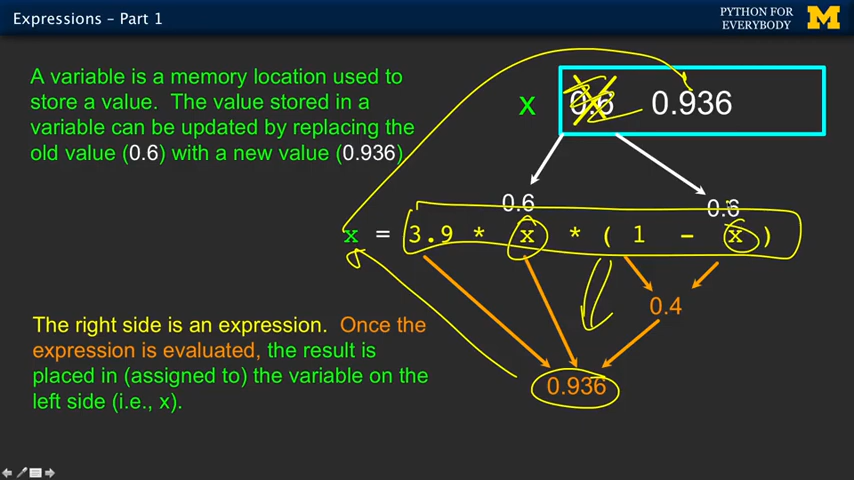 Expressions – Part 1
PYTHON FOR
EVERYBODY
M
A variable is a memory location used to
store a value.  The value stored in a
variable can be updated by replacing the
old value (0.6) with a new value (0.936)
x 0.6 0.936
0.6 0.6
x = 3.9 * x * ( 1 - x )
0.4
The right side is an expression.  Once the
expression is evaluated, the result is
placed in (assigned to) the variable on the
left side (i.e., x).
0.936